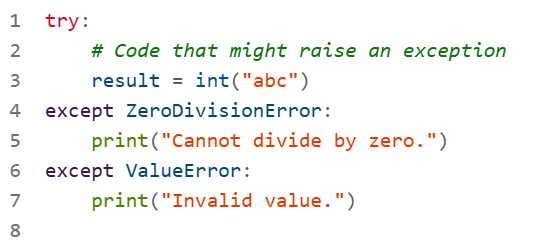 1 try:
2     # Code that might raise an exception
3     result = int("abc")
4 except ZeroDivisionError:
5     print("Cannot divide by zero.")
6 except ValueError:
7     print("Invalid value.")
8